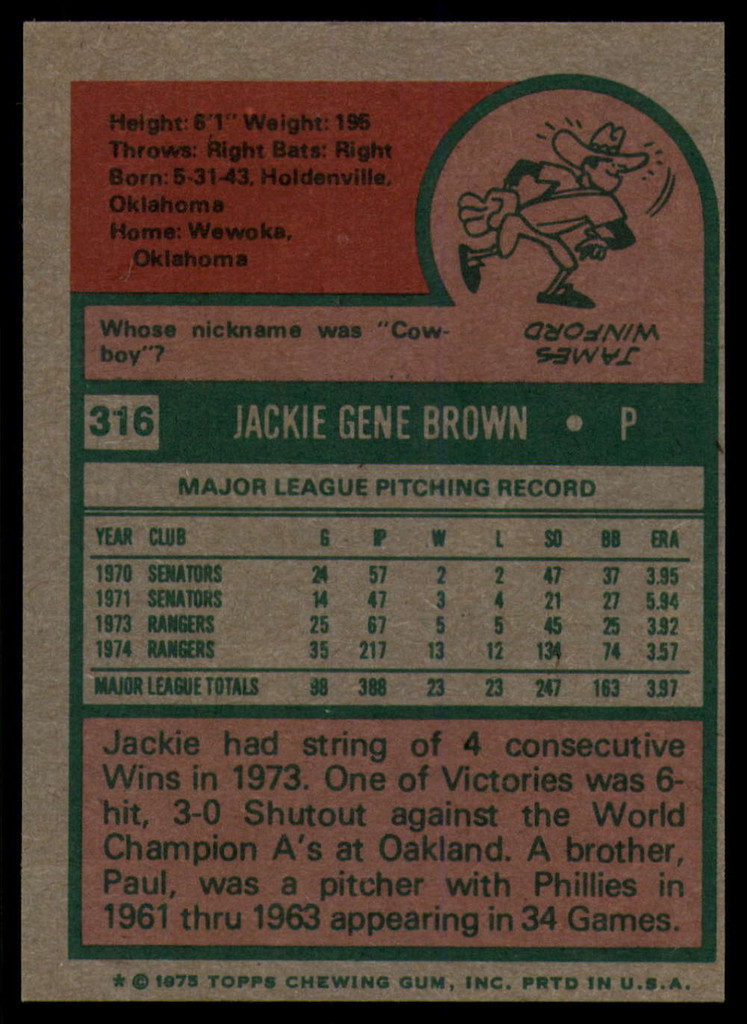 Height: 6'1" Weight: 195
Throws: Right Bats: Right
Born: 5-31-43, Holdenville,
Oklahoma
Home: Wewoka,
Oklahoma
Whose nickname was "Cow-
boy"?
JAMES
WINFORD
316 JACKIE GENE BROWN • P
MAJOR LEAGUE PITCHING RECORD
YEAR CLUB G IP W L SO BB ERA
1970 SENATORS 24 57 2 2 47 37 3.95
1971 SENATORS 14 47 3 4 21 27 5.94
1973 RANGERS 25 67 5 5 45 25 3.92
1974 RANGERS 35 217 13 12 134 74 3.57
MAJOR LEAGUE TOTALS 98 388 23 23 247 163 3.97
Jackie had string of 4 consecutive
Wins in 1973. One of Victories was 6-
hit, 3-0 Shutout against the World
Champion A's at Oakland. A brother,
Paul, was a pitcher with Phillies in
1961 thru 1963 appearing in 34 Games.
* © 1975 TOPPS CHEWING GUM, INC. PRTD IN U.S.A.